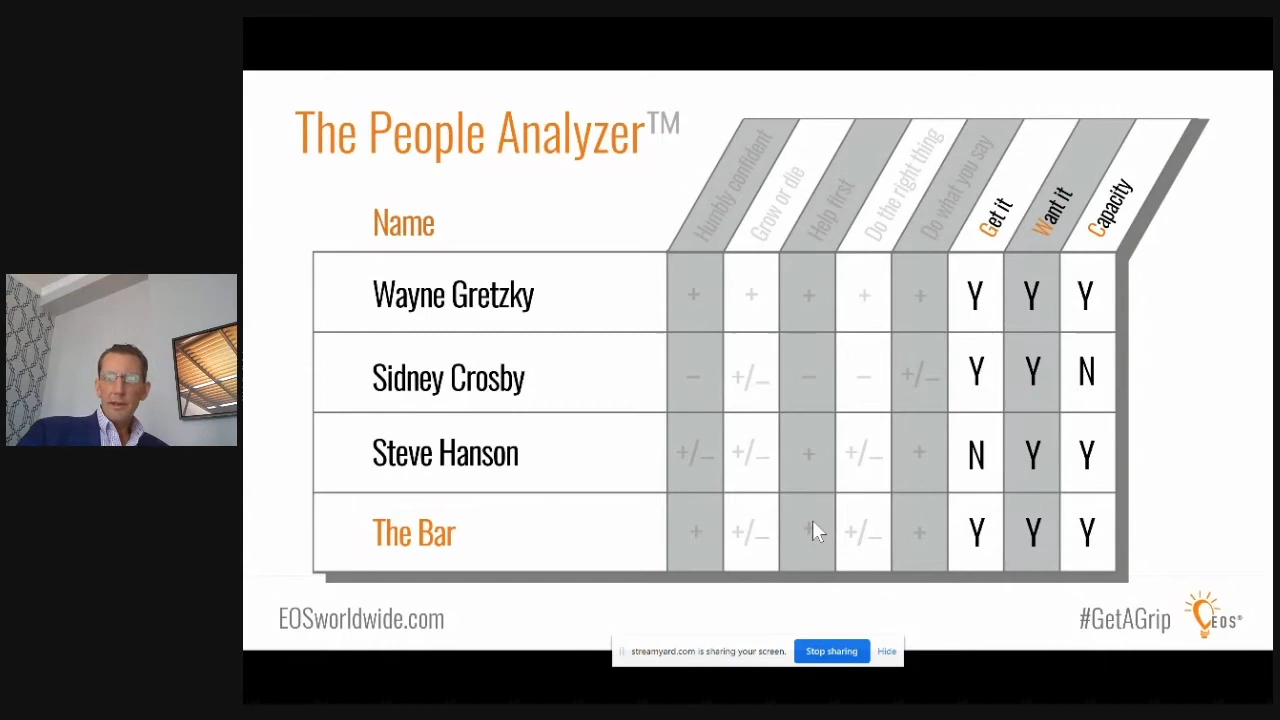 The People Analyzer™
Humbly confident
Grow or die
Help first
Do the right thing
Do what you say
Get it
Want it
Capacity
Name
Wayne Gretzky + + + + + Y Y Y
Sidney Crosby − +/− − − +/− Y Y N
Steve Hanson +/− +/− + +/− + N Y Y
The Bar + +/− + +/− + Y Y Y
EOSworldwide.com
#GetAGrip
EOS®
streamyard.com is sharing your screen.
Stop sharing
Hide